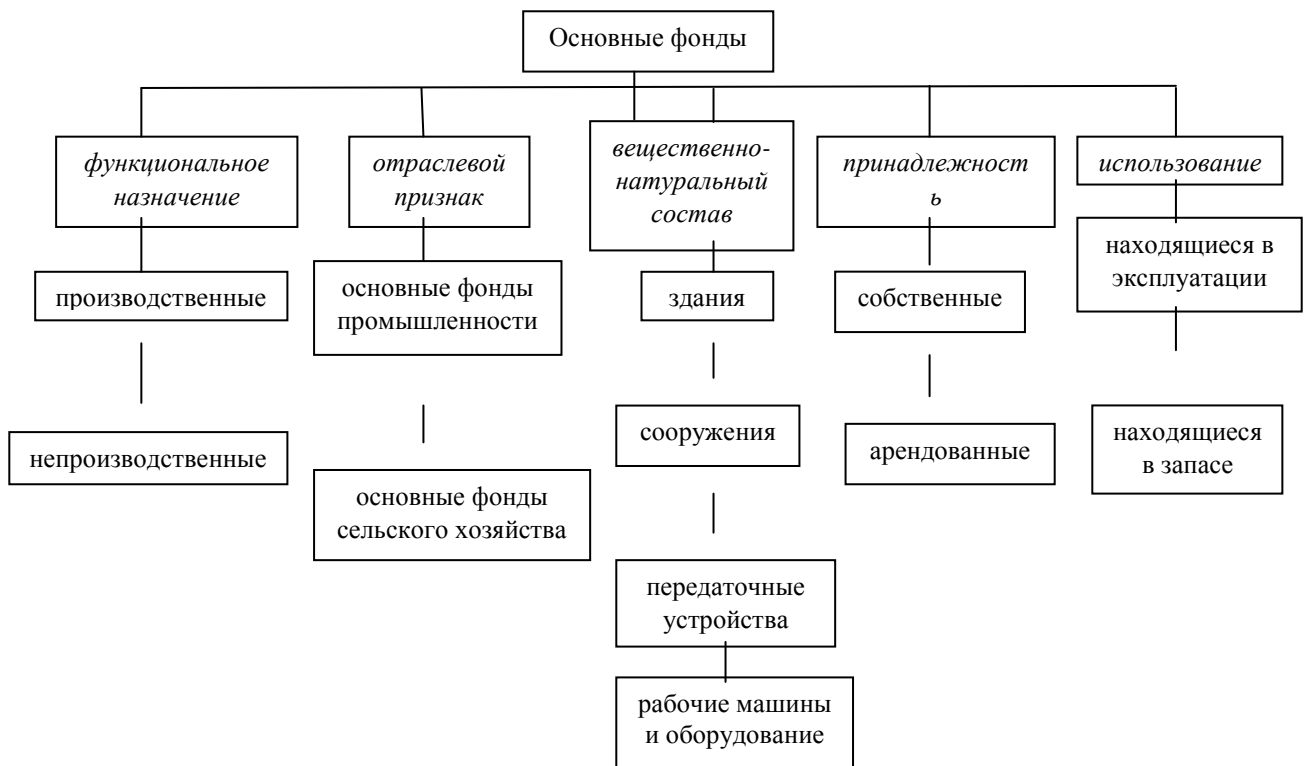 Основные фонды
функциональное
назначение
отраслевой
признак
вещественно-
натуральный
состав
принадлежност
ь
использование
производственные
непроизводственные
основные фонды
промышленности
основные фонды
сельского хозяйства
здания
сооружения
передаточные
устройства
рабочие машины
и оборудование
собственные
арендованные
находящиеся в
эксплуатации
находящиеся
в запасе